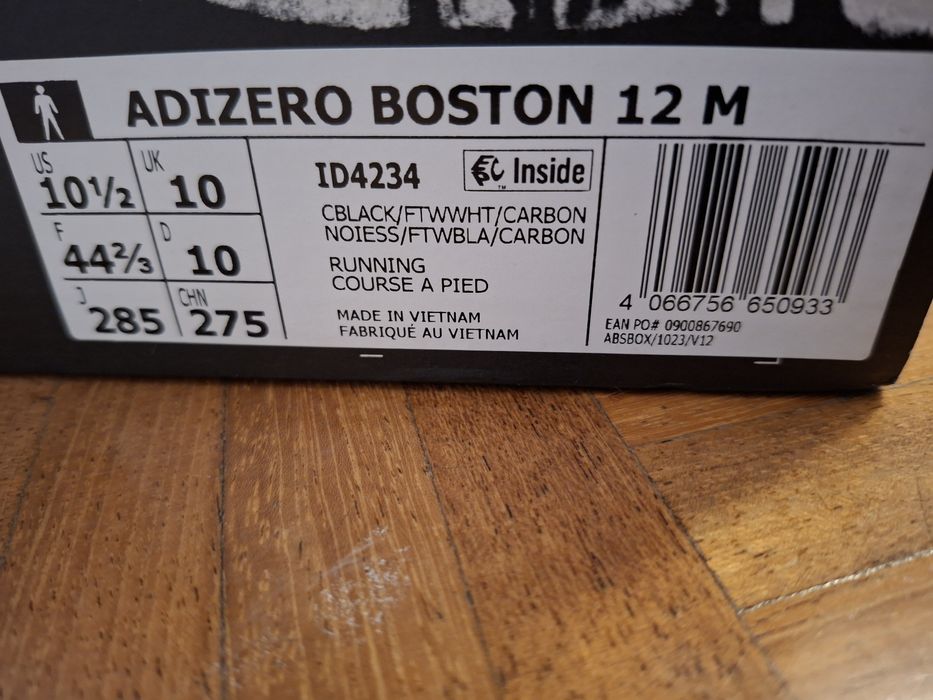 ADIZERO BOSTON 12 M
US 10½ UK 10
F 44⅔ D 10
J 285 CHN 275
ID4234 Inside
™
CBLACK/FTWWHT/CARBON
NOIESS/FTWBLA/CARBON
RUNNING
COURSE A PIED
MADE IN VIETNAM
FABRIQUÉ AU VIETNAM
4 066756 650933
EAN PO# 0900867690
ABSBOX/1023/V12